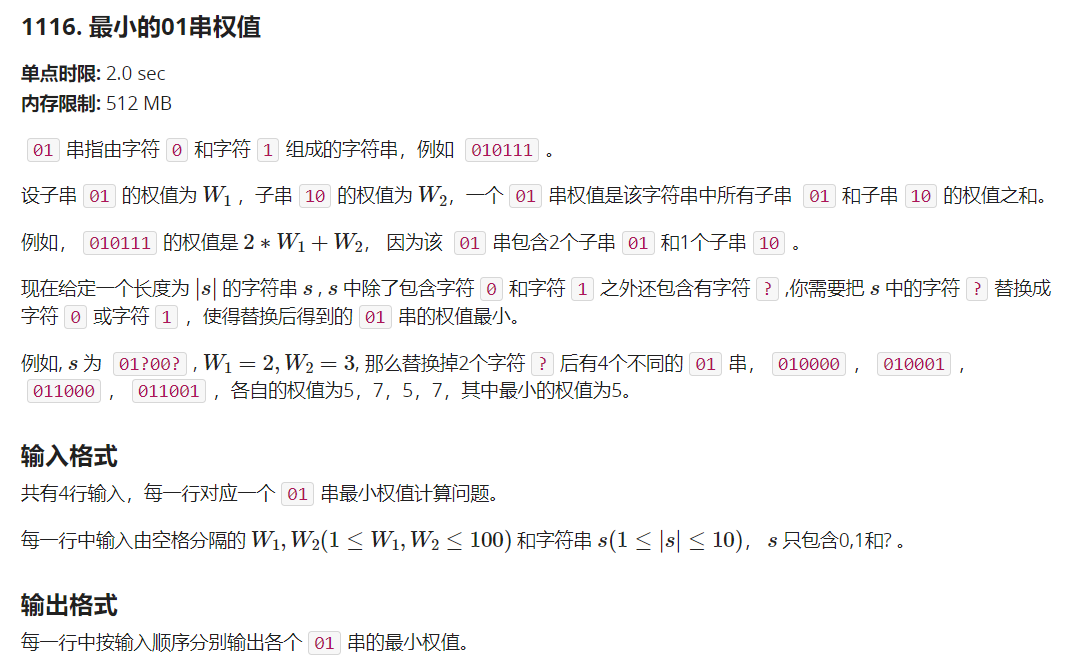 1116. 最小的01串权值
单点时限: 2.0 sec
内存限制: 512 MB
01 串指由字符 0 和字符 1 组成的字符串，例如 010111 。
设子串 01 的权值为 W₁ ，子串 10 的权值为 W₂，一个 01 串权值是该字符串中所有子串 01 和子串 10 的权值之和。
例如， 010111 的权值是 2 ∗ W₁ + W₂， 因为该 01 串包含2个子串 01 和1个子串 10 。
现在给定一个长度为 |s| 的字符串 s , s 中除了包含字符 0 和字符 1 之外还包含有字符 ? ,你需要把 s 中的字符 ? 替换成
字符 0 或字符 1 ，使得替换后得到的 01 串的权值最小。
例如, s 为 01?00? , W₁ = 2, W₂ = 3, 那么替换掉2个字符 ? 后有4个不同的 01 串， 010000 ， 010001 ，
011000 ， 011001 ，各自的权值为5，7，5，7，其中最小的权值为5。
输入格式
共有4行输入，每一行对应一个 01 串最小权值计算问题。
每一行中输入由空格分隔的 W₁, W₂(1 ≤ W₁, W₂ ≤ 100) 和字符串 s(1 ≤ |s| ≤ 10)， s 只包含0,1和? 。
输出格式
每一行中按输入顺序分别输出各个 01 串的最小权值。